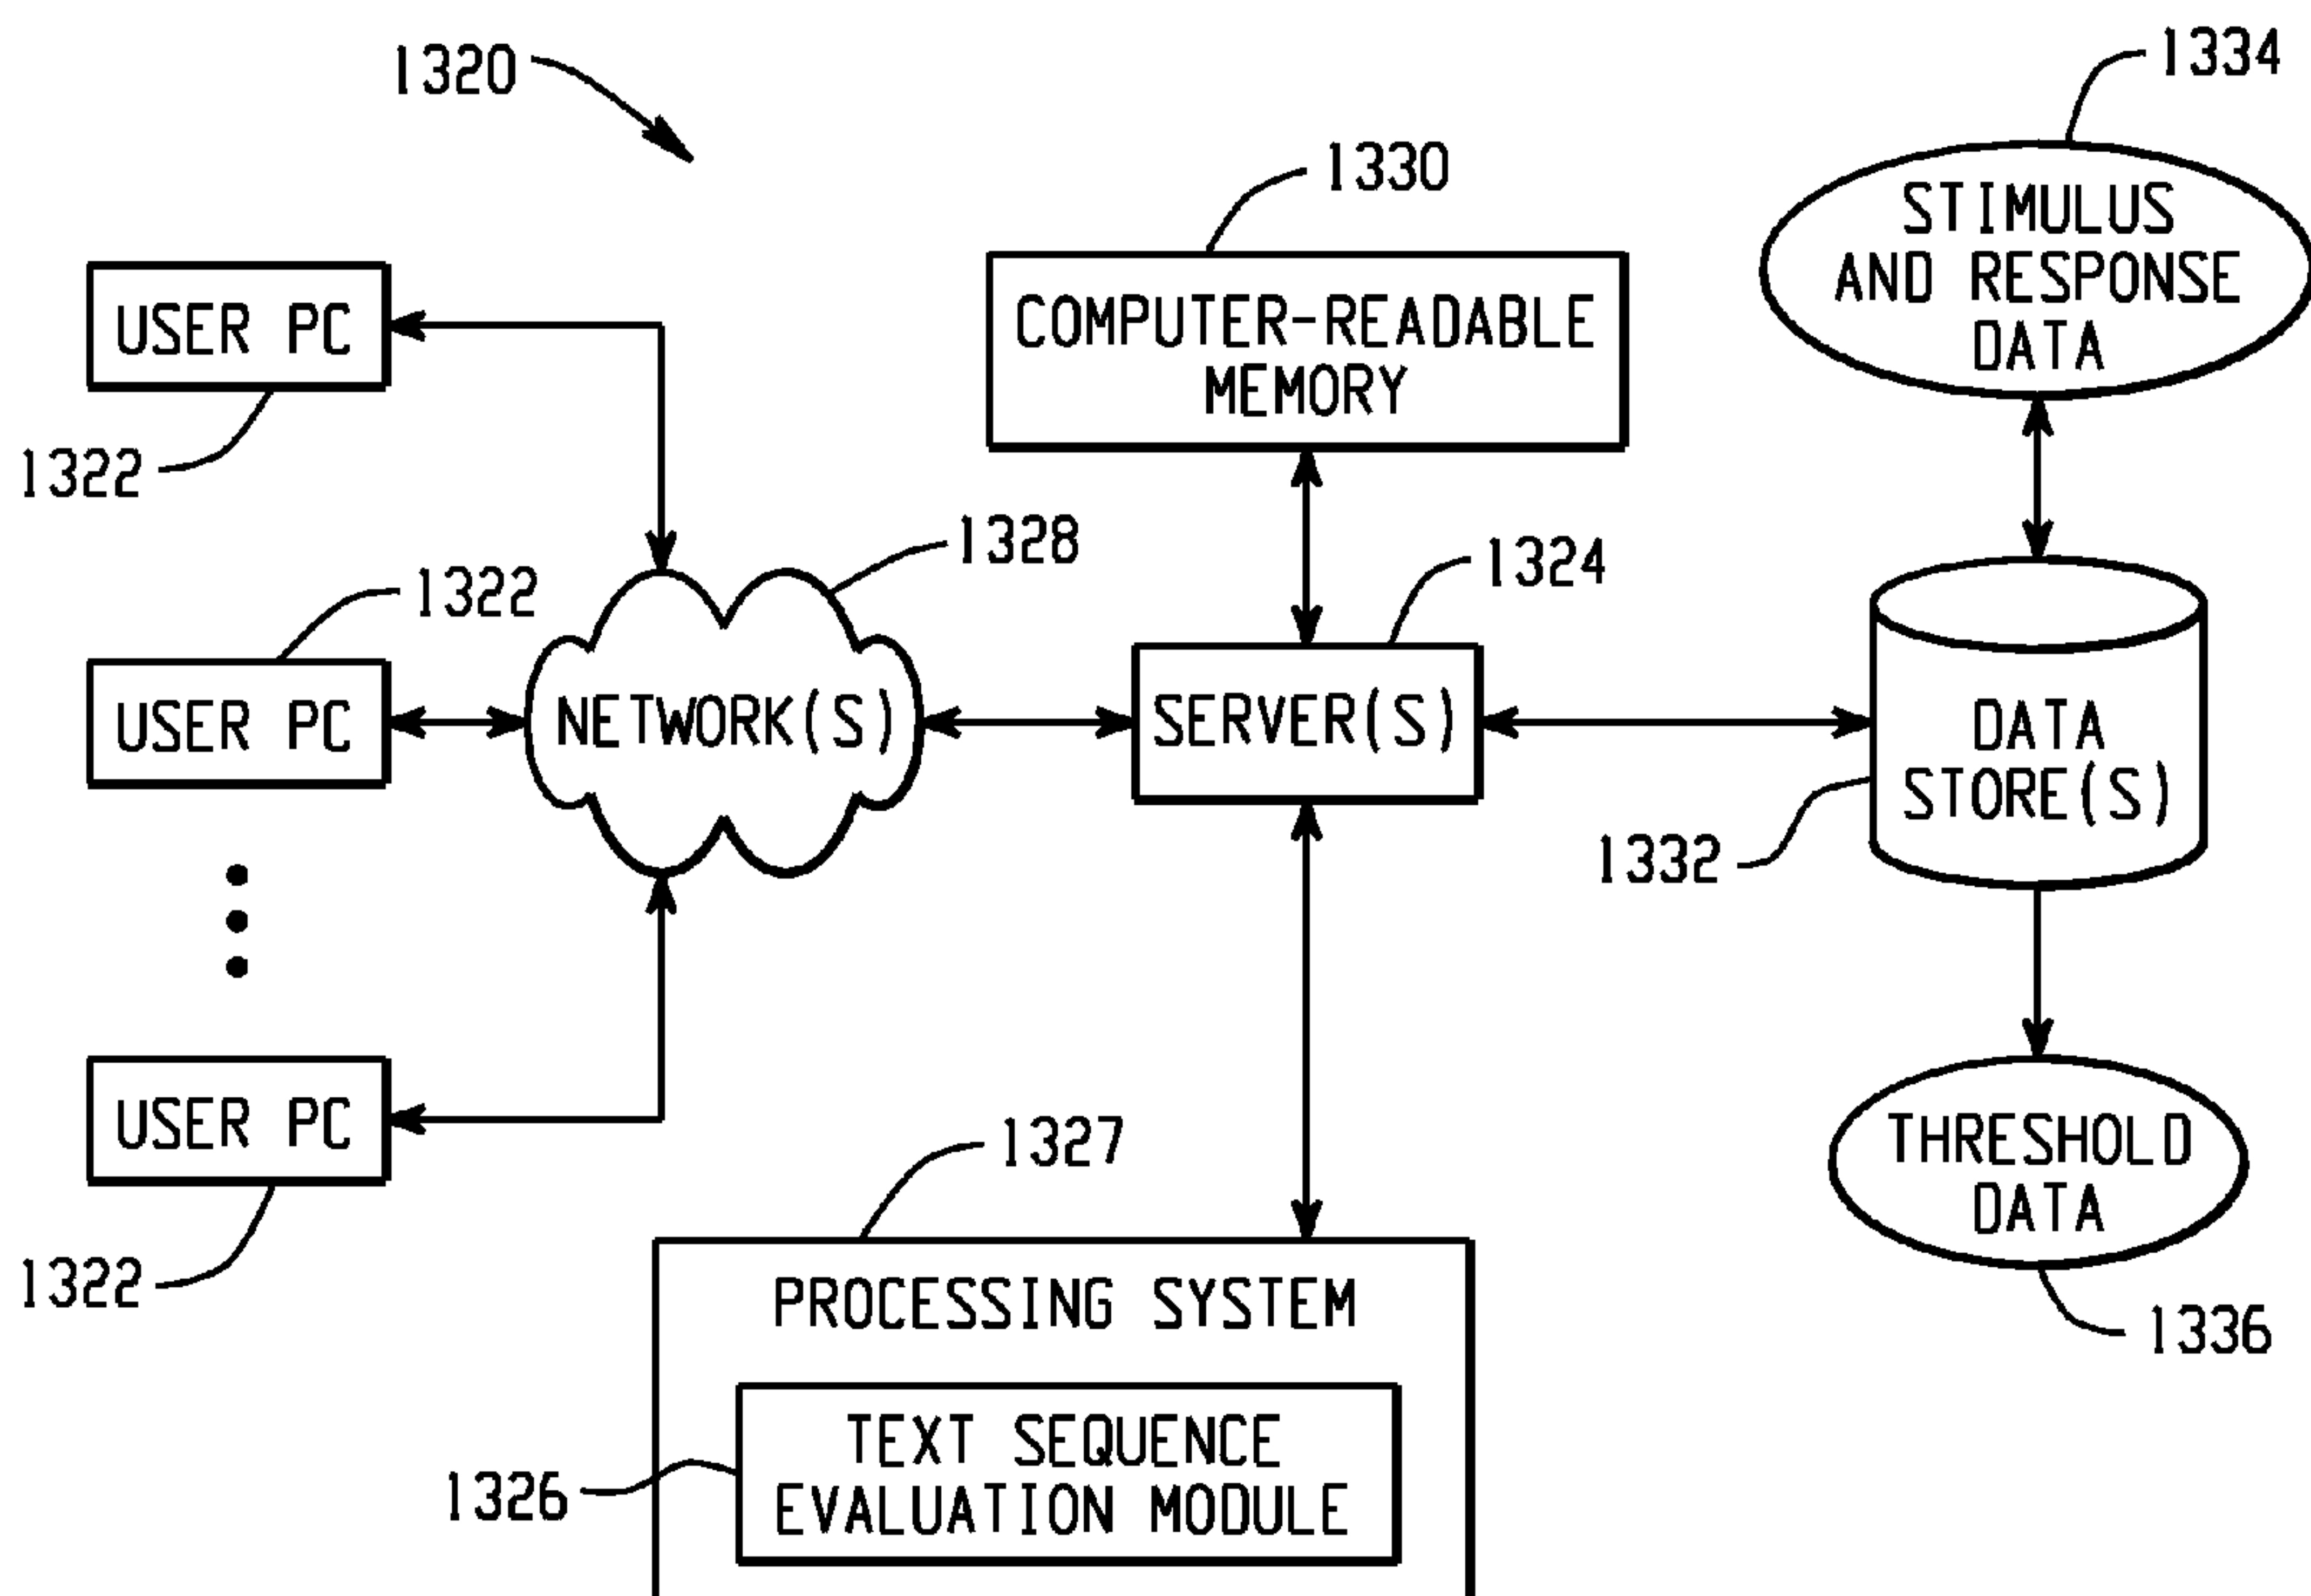 1320
1334
1330
STIMULUS
AND RESPONSE
DATA
USER PC
COMPUTER-READABLE
MEMORY
1322
1328
1324
1322
USER PC
NETWORK(S)
SERVER(S)
DATA
STORE(S)
1332
USER PC
1327
THRESHOLD
DATA
1322
PROCESSING SYSTEM
1336
TEXT SEQUENCE
EVALUATION MODULE
1326